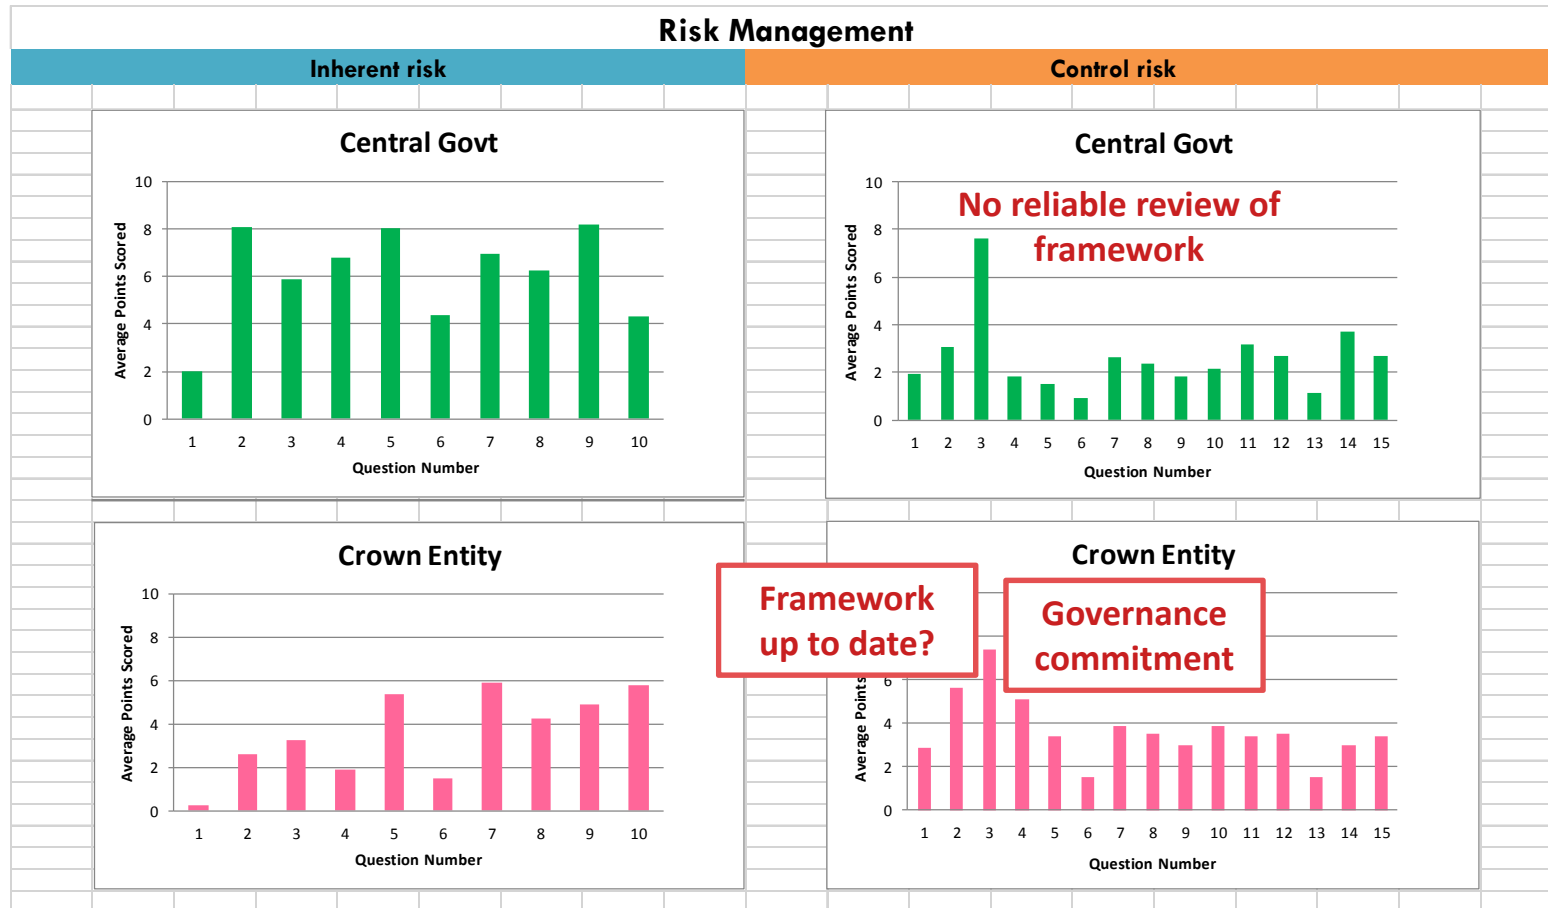 Risk Management
Inherent risk
Control risk
Central Govt
10
8
6
4
2
0
Average Points Scored
1 2 3 4 5 6 7 8 9 10
Question Number
Central Govt
No reliable review of
framework
10
8
6
4
2
0
Average Points Scored
1 2 3 4 5 6 7 8 9 10 11 12 13 14 15
Question Number
Crown Entity
10
8
6
4
2
0
Average Points Scored
1 2 3 4 5 6 7 8 9 10
Question Number
Crown Entity
Framework
up to date?
Governance
commitment
6
4
2
0
Average Points
1 2 3 4 5 6 7 8 9 10 11 12 13 14 15
Question Number